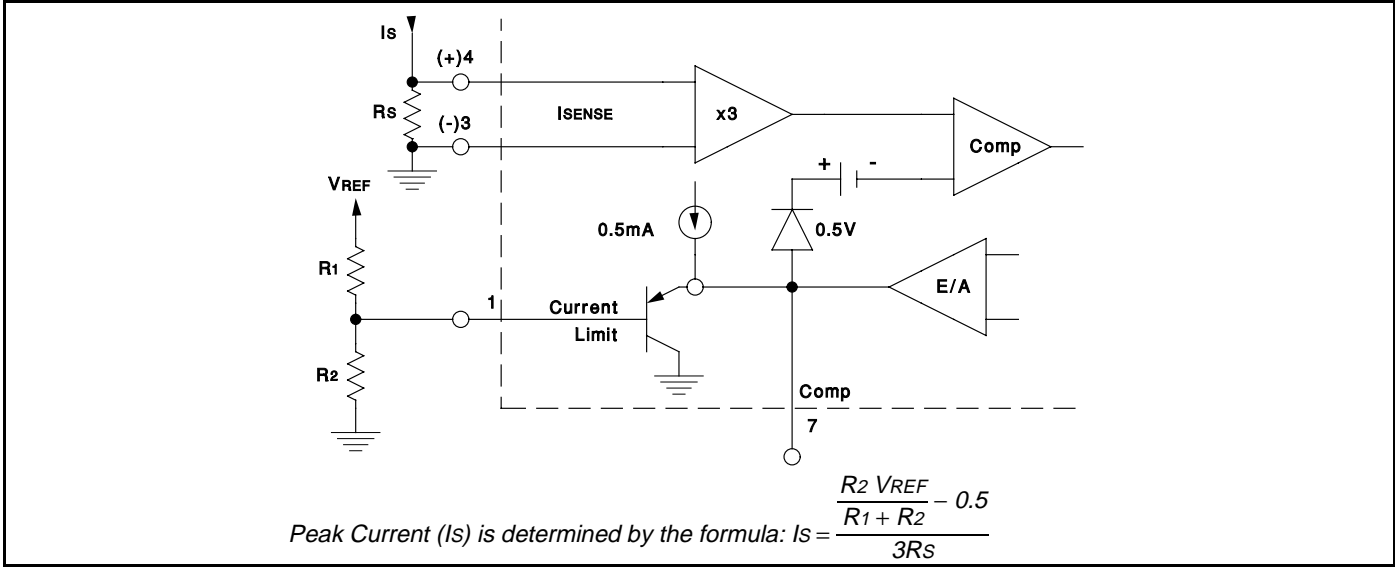 Is
(+)4
Rs
ISENSE
x3
(-)3
Comp
VREF
+ -
0.5mA
0.5V
R1
E/A
1
Current
Limit
R2
Comp
7
Peak Current (Is) is determined by the formula: Is = (R2 VREF / (R1 + R2) – 0.5) / 3Rs